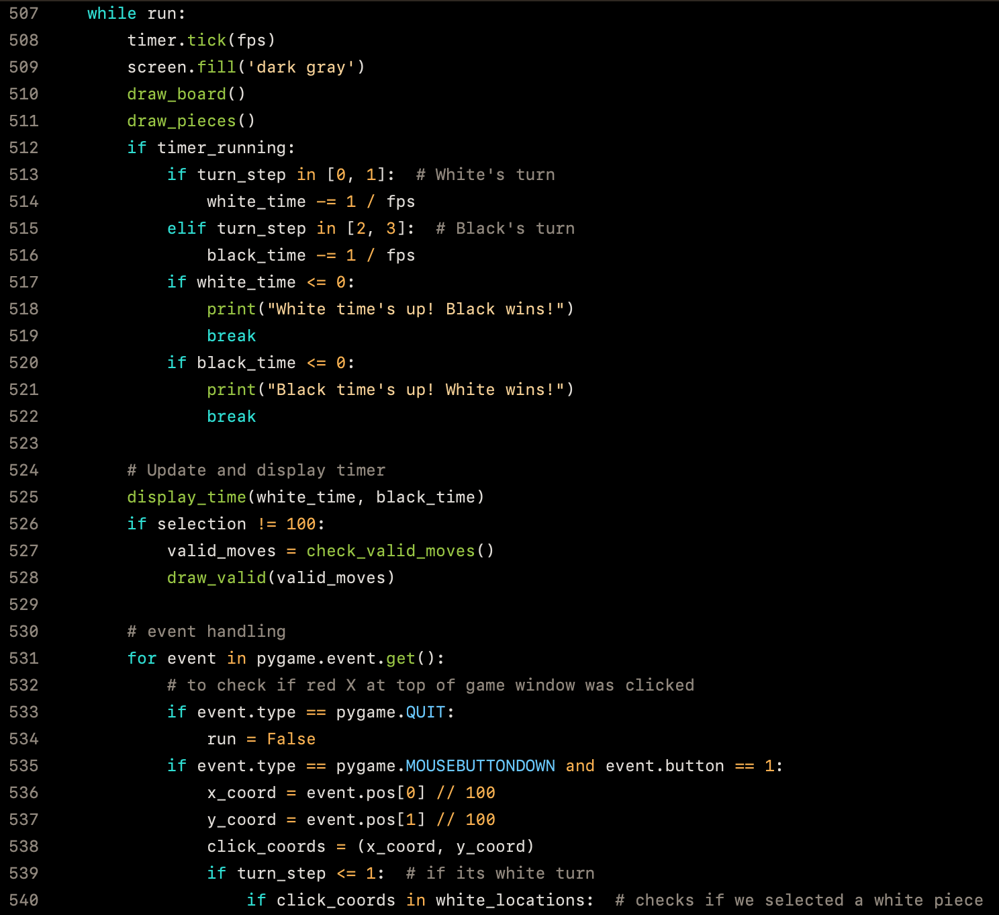 507     while run:
508         timer.tick(fps)
509         screen.fill('dark gray')
510         draw_board()
511         draw_pieces()
512         if timer_running:
513             if turn_step in [0, 1]:  # White's turn
514                 white_time -= 1 / fps
515             elif turn_step in [2, 3]:  # Black's turn
516                 black_time -= 1 / fps
517             if white_time <= 0:
518                 print("White time's up! Black wins!")
519                 break
520             if black_time <= 0:
521                 print("Black time's up! White wins!")
522                 break
523
524         # Update and display timer
525         display_time(white_time, black_time)
526         if selection != 100:
527             valid_moves = check_valid_moves()
528             draw_valid(valid_moves)
529
530         # event handling
531         for event in pygame.event.get():
532             # to check if red X at top of game window was clicked
533             if event.type == pygame.QUIT:
534                 run = False
535             if event.type == pygame.MOUSEBUTTONDOWN and event.button == 1:
536                 x_coord = event.pos[0] // 100
537                 y_coord = event.pos[1] // 100
538                 click_coords = (x_coord, y_coord)
539                 if turn_step <= 1:  # if its white turn
540                     if click_coords in white_locations:  # checks if we selected a white piece